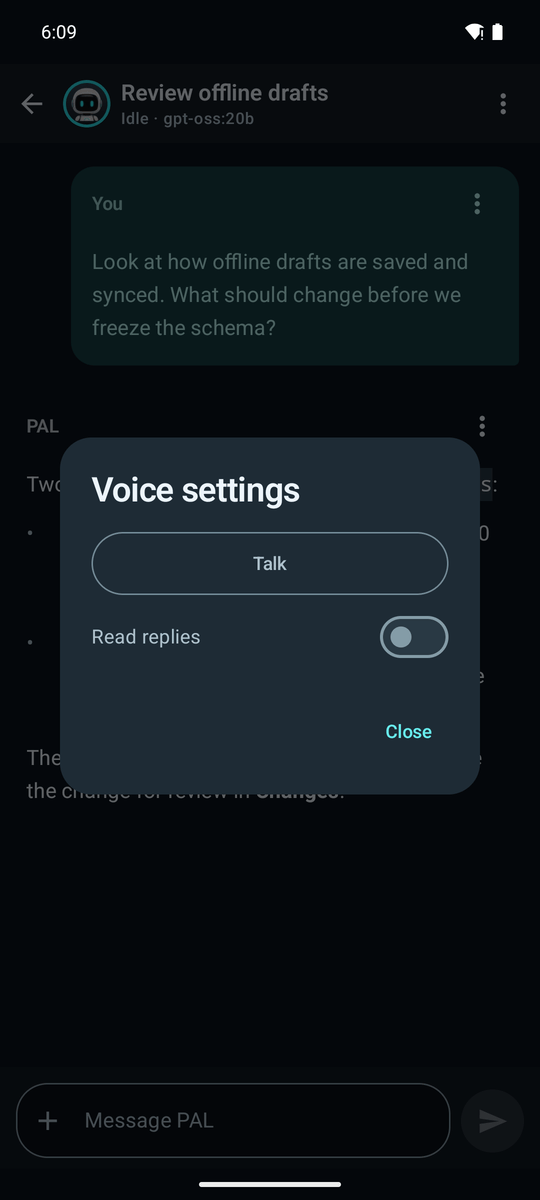 6:09
Review offline drafts
Idle · gpt-oss:20b
You
Look at how offline drafts are saved and
synced. What should change before we
freeze the schema?
PAL
Voice settings
Talk
Read replies
Close
the change for review in Changes.
Message PAL